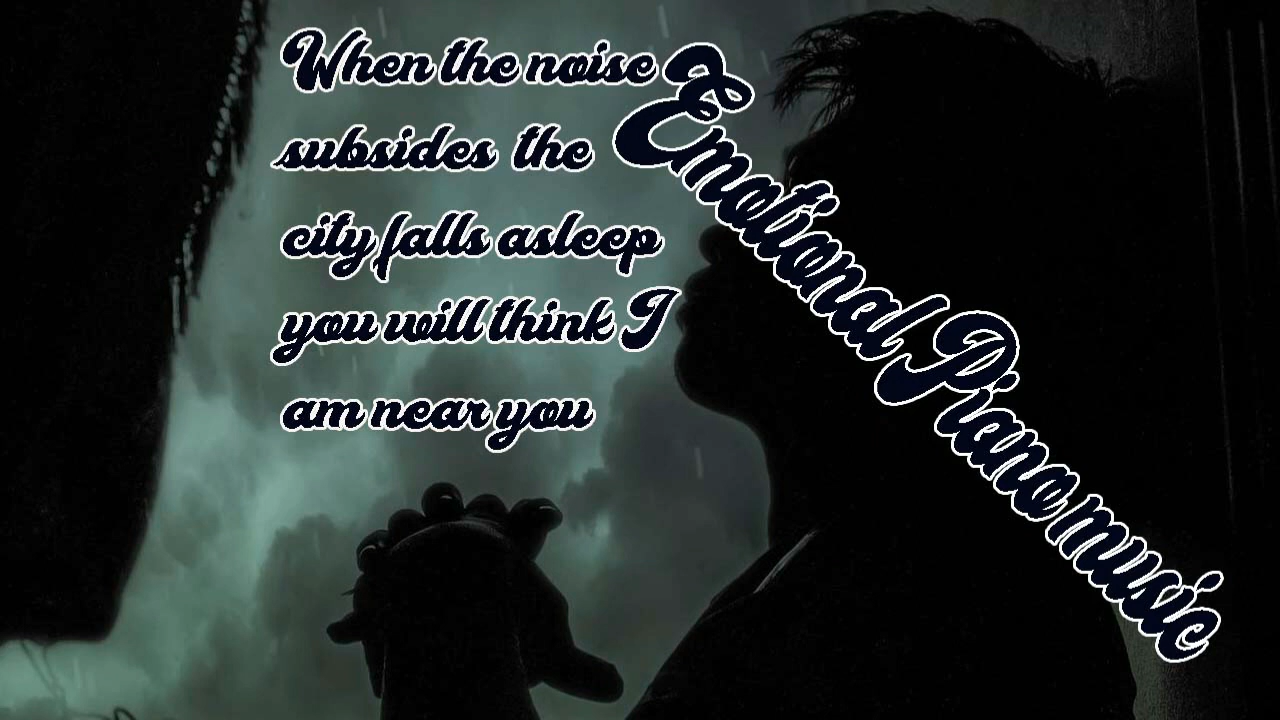 When the noise
subsides the
city falls asleep
you will think I
am near you
Emotional Piano music